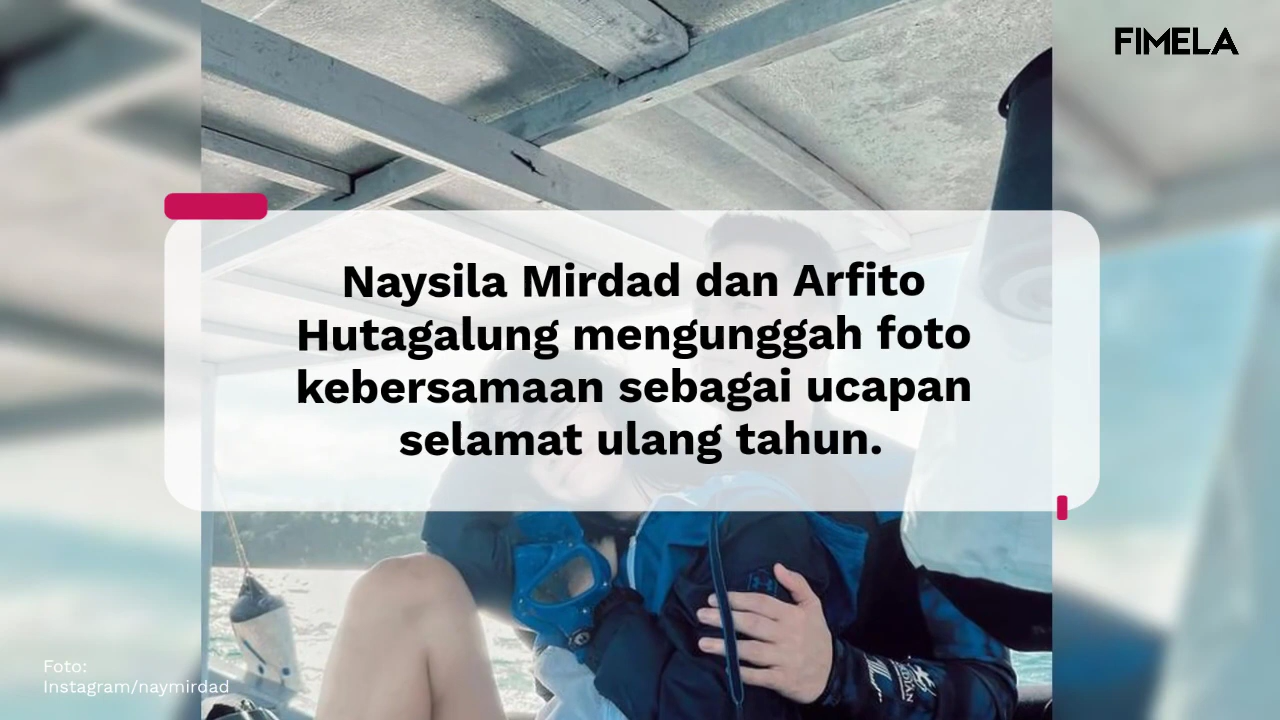 FIMELA
Naysila Mirdad dan Arfito
Hutagalung mengunggah foto
kebersamaan sebagai ucapan
selamat ulang tahun.
Foto:
Instagram/naymirdad